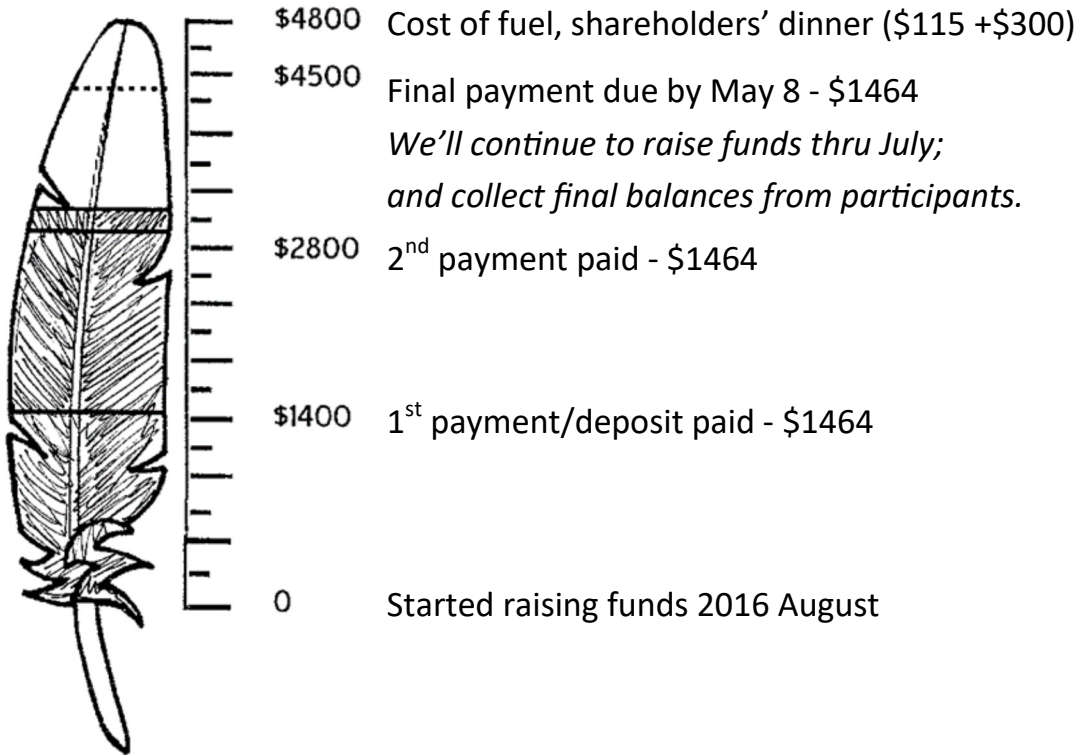 $4800 Cost of fuel, shareholders’ dinner ($115 +$300)
$4500
Final payment due by May 8 - $1464
We’ll continue to raise funds thru July;
and collect final balances from participants.
$2800 2nd payment paid - $1464
$1400 1st payment/deposit paid - $1464
0 Started raising funds 2016 August